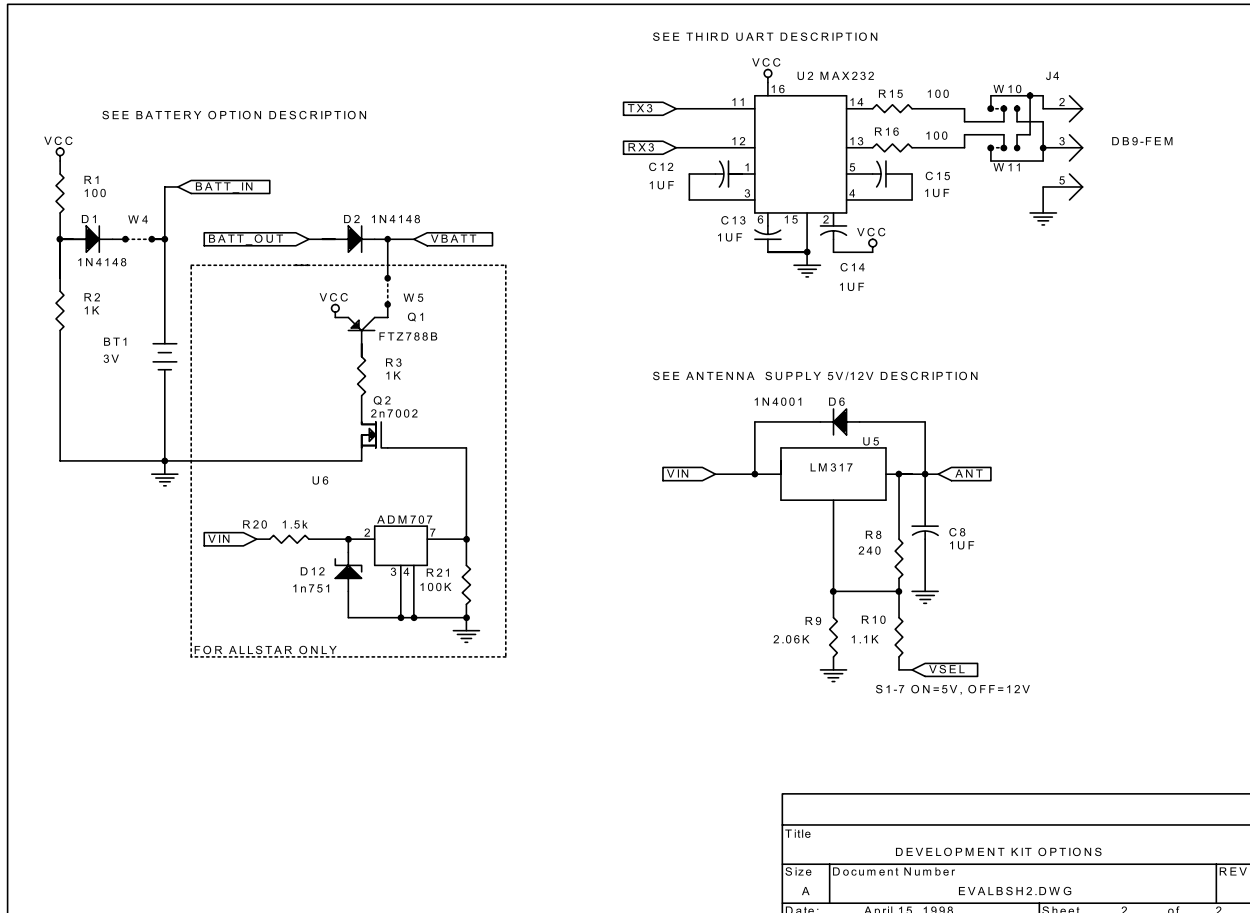 SEE BATTERY OPTION DESCRIPTION
VCC
R1
100
BATT_IN
D1
W4
1N4148
R2
1K
BT1
3V
D2 1N4148
BATT_OUT
VBATT
VCC
W5
Q1
FTZ788B
R3
1K
Q2
2n7002
U6
VIN
R20 1.5k
ADM707
2
7
3 4
D12
1n751
R21
100K
FOR ALLSTAR ONLY
SEE THIRD UART DESCRIPTION
VCC
U2 MAX232
16
TX3
11
14
R15 100
RX3
12
13
R16 100
C12
1UF
1
3
5
4
C15
1UF
C13
1UF
6 15 2
VCC
C14
1UF
W10
W11
J4
2
3
5
DB9-FEM
SEE ANTENNA SUPPLY 5V/12V DESCRIPTION
1N4001 D6
U5
VIN
LM317
ANT
R8
240
C8
1UF
R9
2.06K
R10
1.1K
VSEL
S1-7 ON=5V, OFF=12V
Title
DEVELOPMENT KIT OPTIONS
Size Document Number REV
A EVALBSH2.DWG
Date: April 15, 1998 Sheet 2 of 2